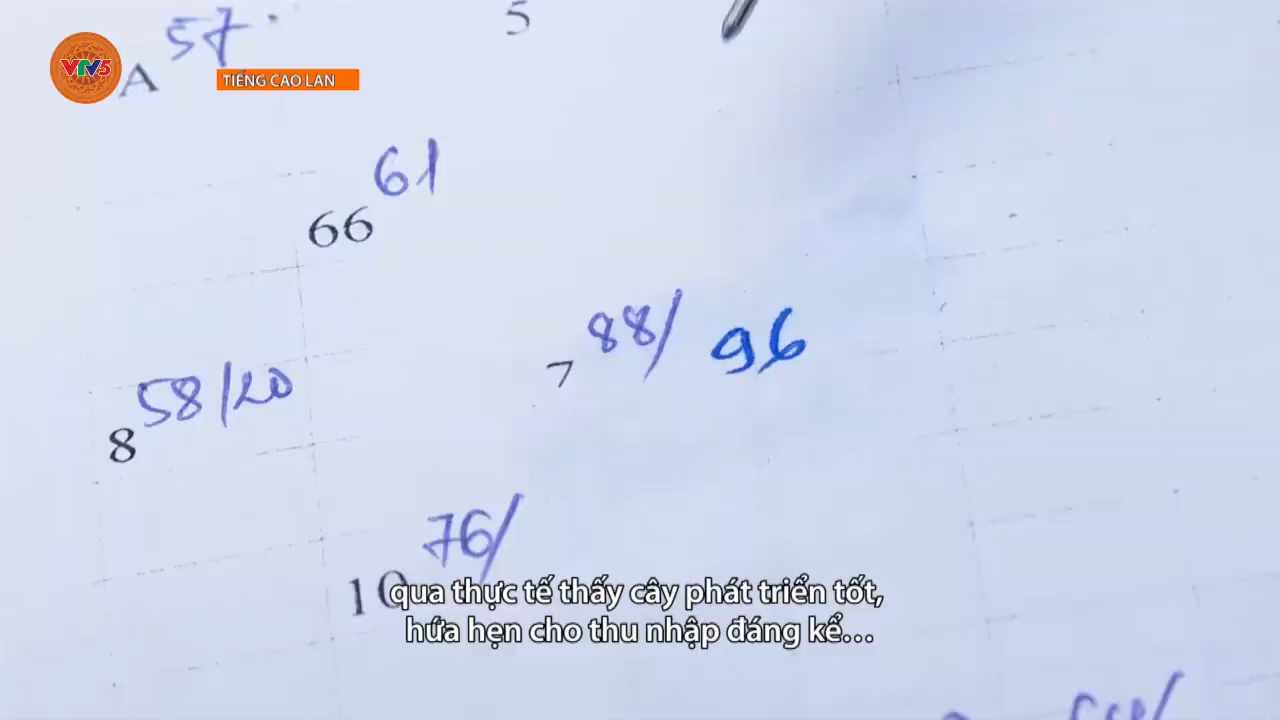 57
5
VTV5
A
TIẾNG CAO LAN
61
66
88/ 96
7
58/20
8
76/
10
qua thực tế thấy cây phát triển tốt,
hứa hẹn cho thu nhập đáng kể...